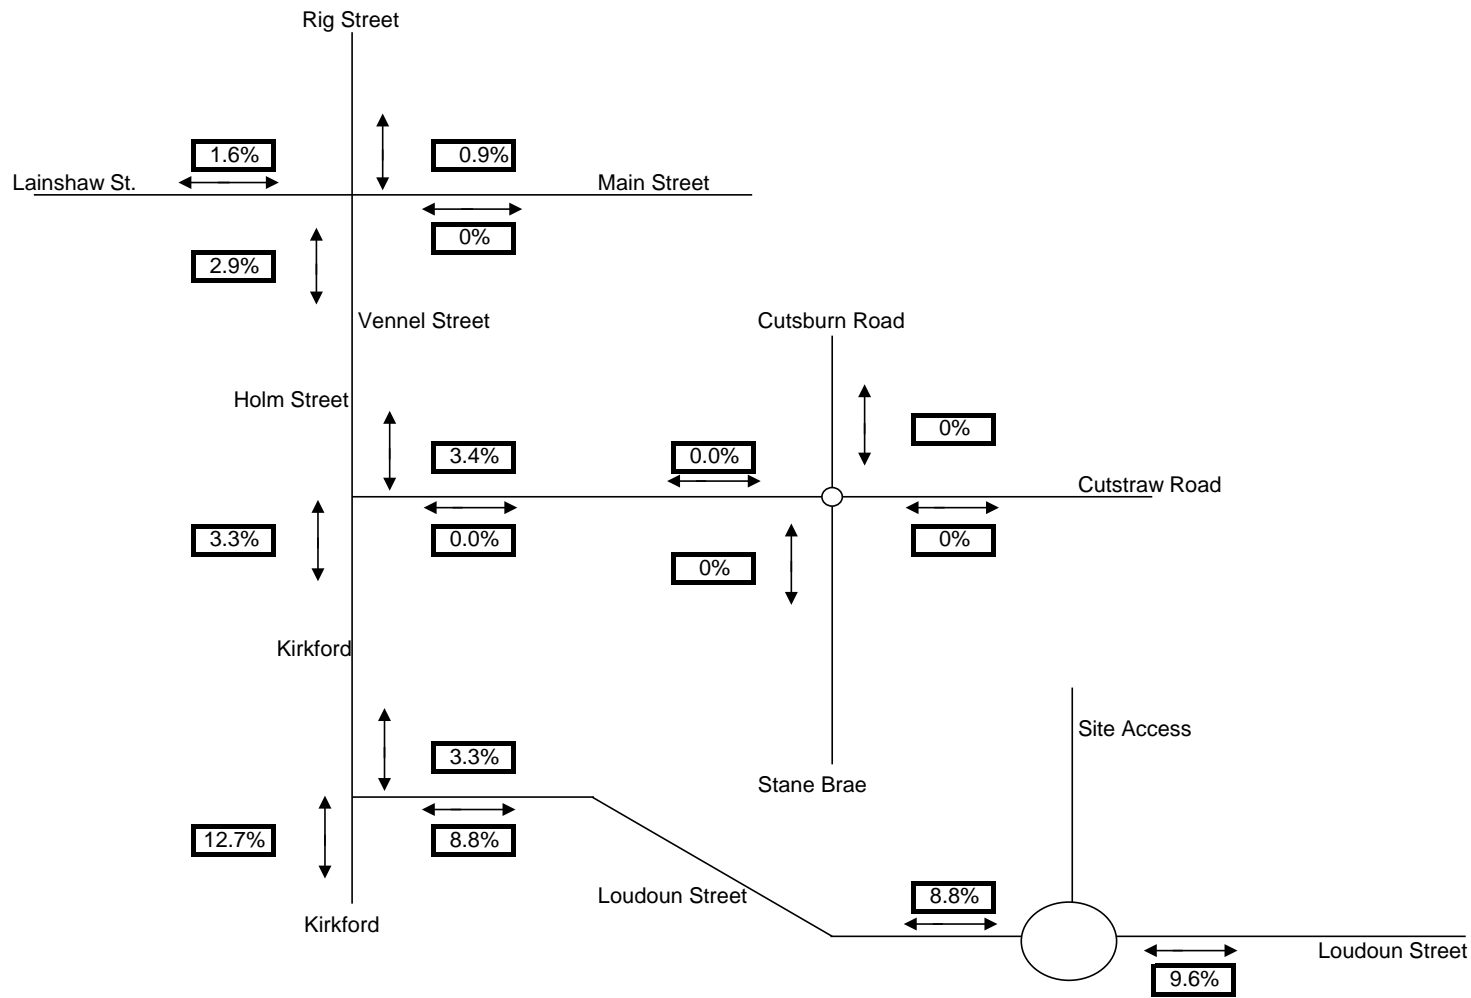 Rig Street
1.6%
0.9%
Lainshaw St.
Main Street
0%
2.9%
Vennel Street
Cutsburn Road
Holm Street
3.4%
0.0%
0%
Cutstraw Road
3.3%
0.0%
0%
0%
Kirkford
Site Access
3.3%
Stane Brae
12.7%
8.8%
Loudoun Street
8.8%
Kirkford
Loudoun Street
9.6%